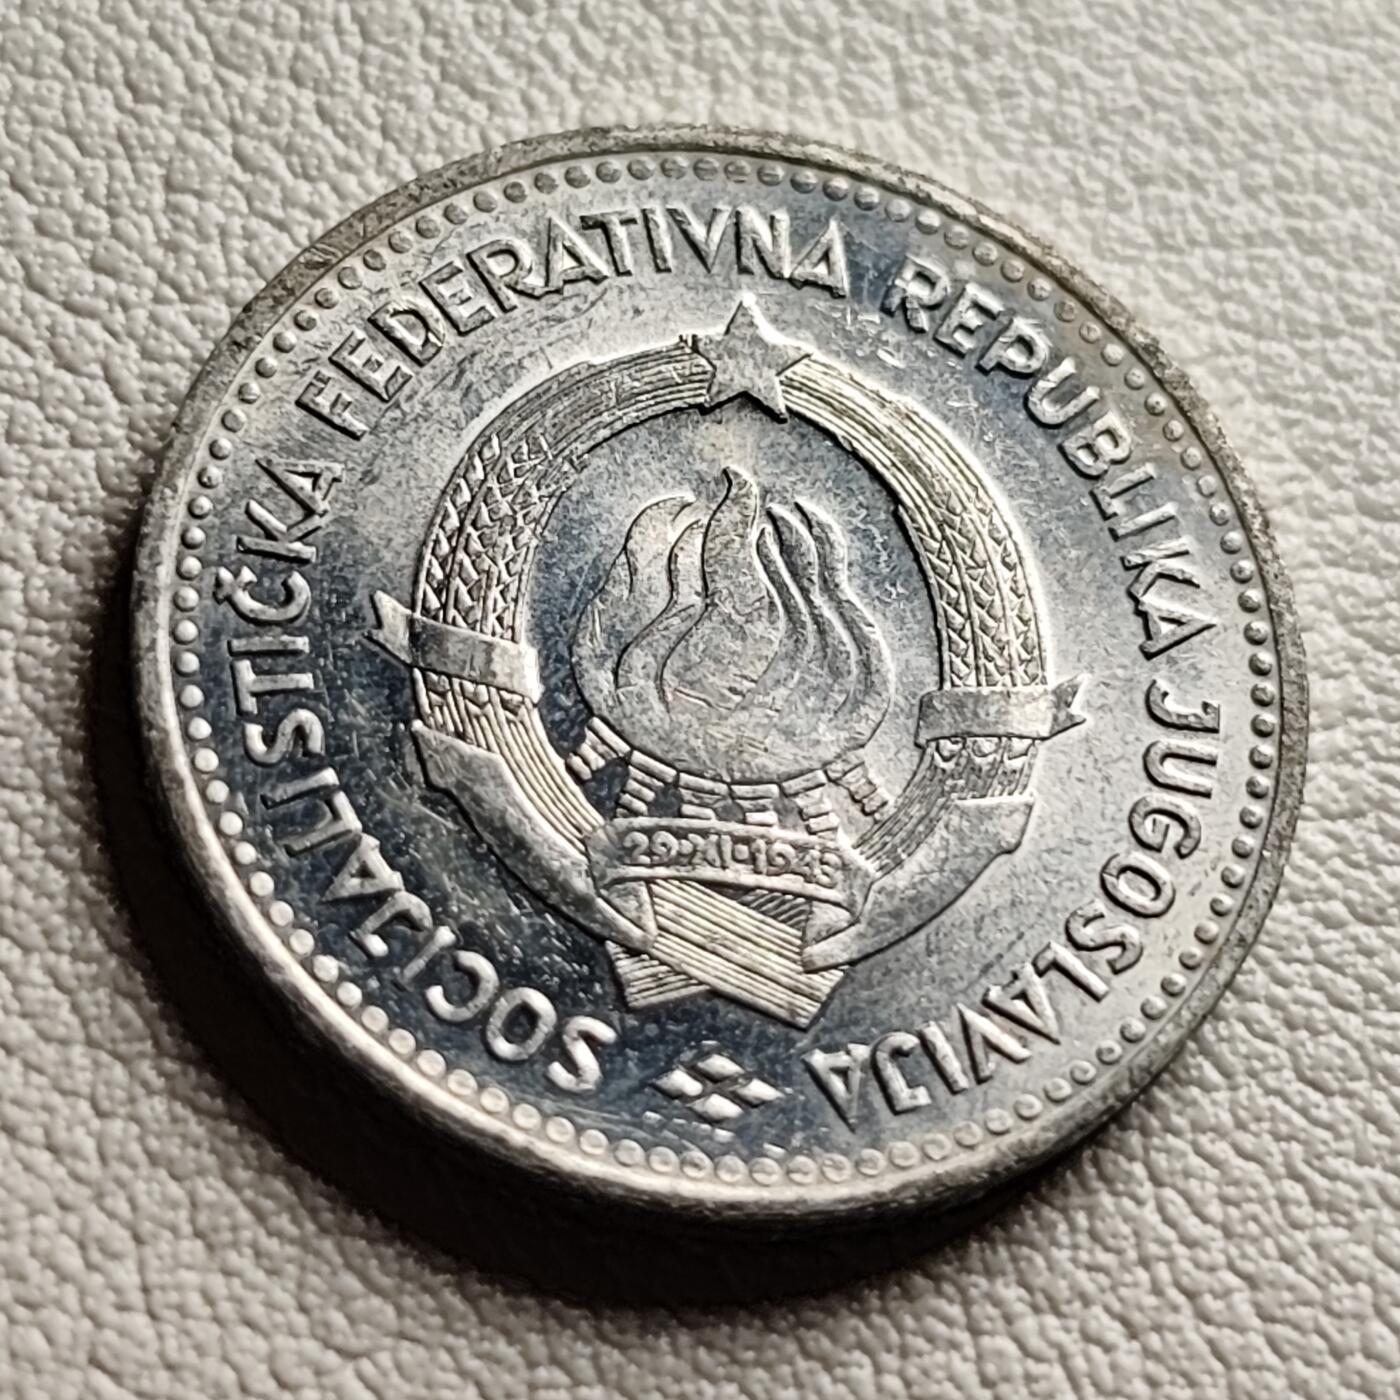 SOCIJALISTIČKA FEDERATIVNA REPUBLIKA JUGOSLAVIJA
29•XI•1943